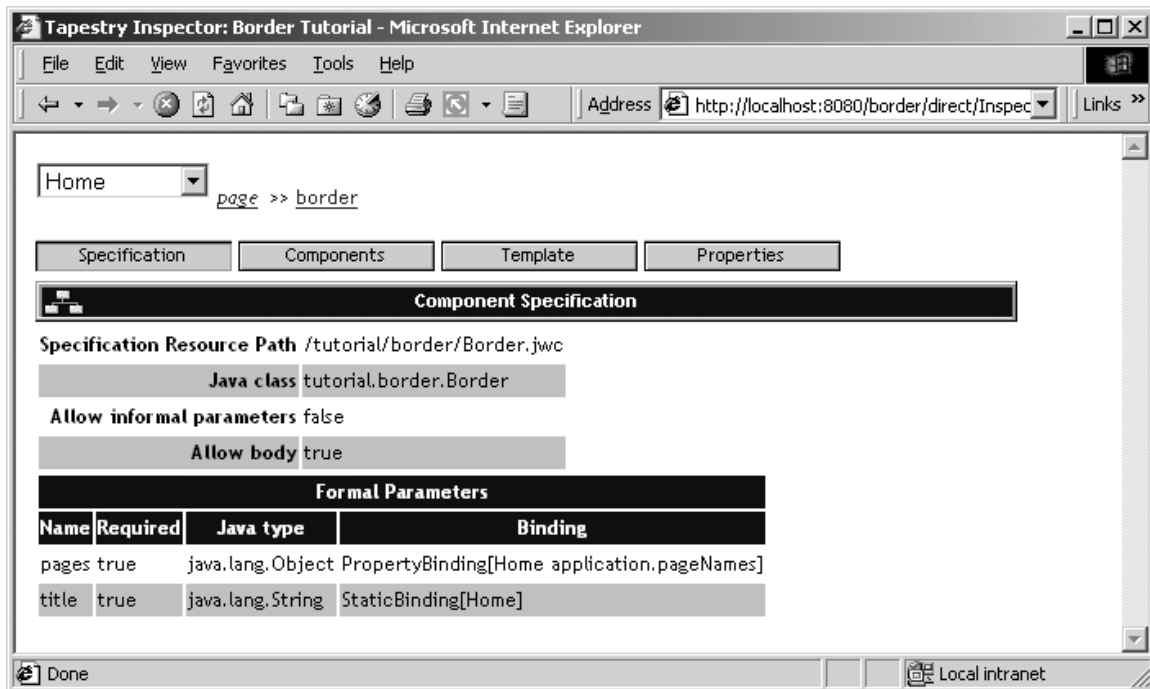 Tapestry Inspector: Border Tutorial - Microsoft Internet Explorer
File Edit View Favorites Tools Help
Address http://localhost:8080/border/direct/Inspec Links »
Home page >> border
Specification Components Template Properties
Component Specification
Specification Resource Path /tutorial/border/Border.jwc
Java class tutorial.border.Border
Allow informal parameters false
Allow body true
Formal Parameters
Name Required Java type Binding
pages true java.lang.Object PropertyBinding[Home application.pageNames]
title true java.lang.String StaticBinding[Home]
Done Local intranet